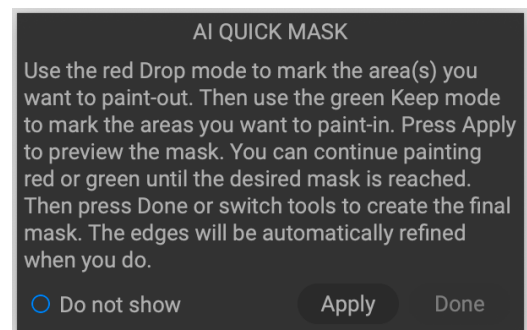 AI QUICK MASK
Use the red Drop mode to mark the area(s) you
want to paint-out. Then use the green Keep mode
to mark the areas you want to paint-in. Press Apply
to preview the mask. You can continue painting
red or green until the desired mask is reached.
Then press Done or switch tools to create the final
mask. The edges will be automatically refined
when you do.
Do not show
Apply
Done